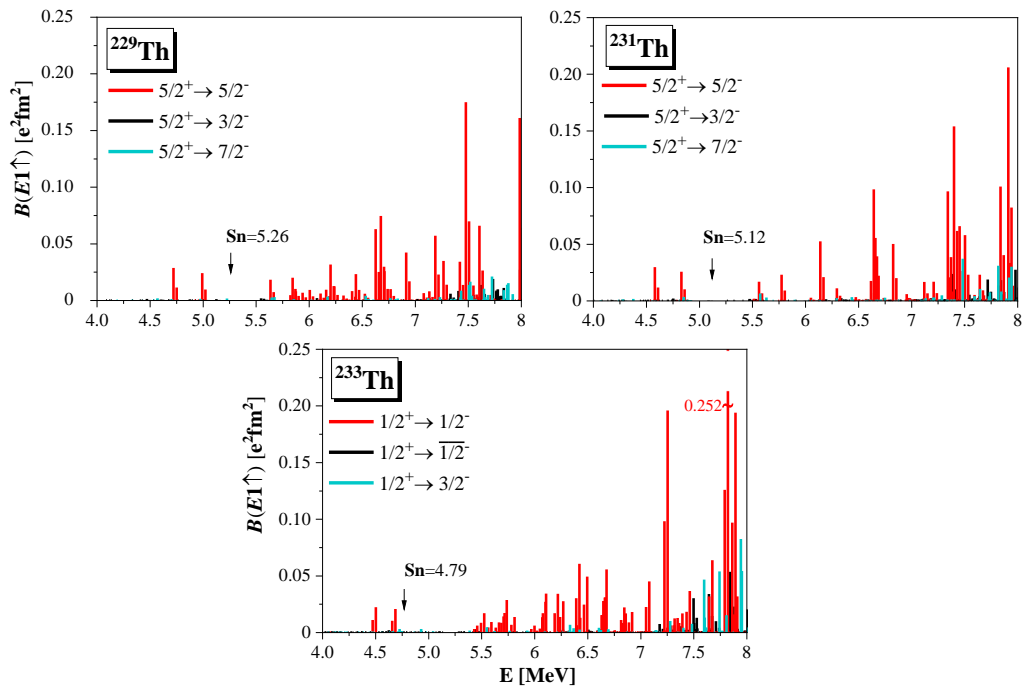 ²²⁹Th
5/2⁺→ 5/2⁻
5/2⁺→ 3/2⁻
5/2⁺→ 7/2⁻
Sn=5.26
B(E1↑) [e²fm²]
0.25
0.20
0.15
0.10
0.05
0
4.0 4.5 5.0 5.5 6.0 6.5 7.0 7.5 8
²³¹Th
5/2⁺→ 5/2⁻
5/2⁺→3/2⁻
5/2⁺→ 7/2⁻
Sn=5.12
0.25
0.20
0.15
0.10
0.05
0
4.0 4.5 5.0 5.5 6.0 6.5 7.0 7.5 8
²³³Th
1/2⁺→ 1/2⁻
1/2⁺→ 1̅/̅2̅⁻
1/2⁺→ 3/2⁻
0.252~
Sn=4.79
B(E1↑) [e²fm²]
0.25
0.20
0.15
0.10
0.05
0
4.0 4.5 5.0 5.5 6.0 6.5 7.0 7.5 8
E [MeV]